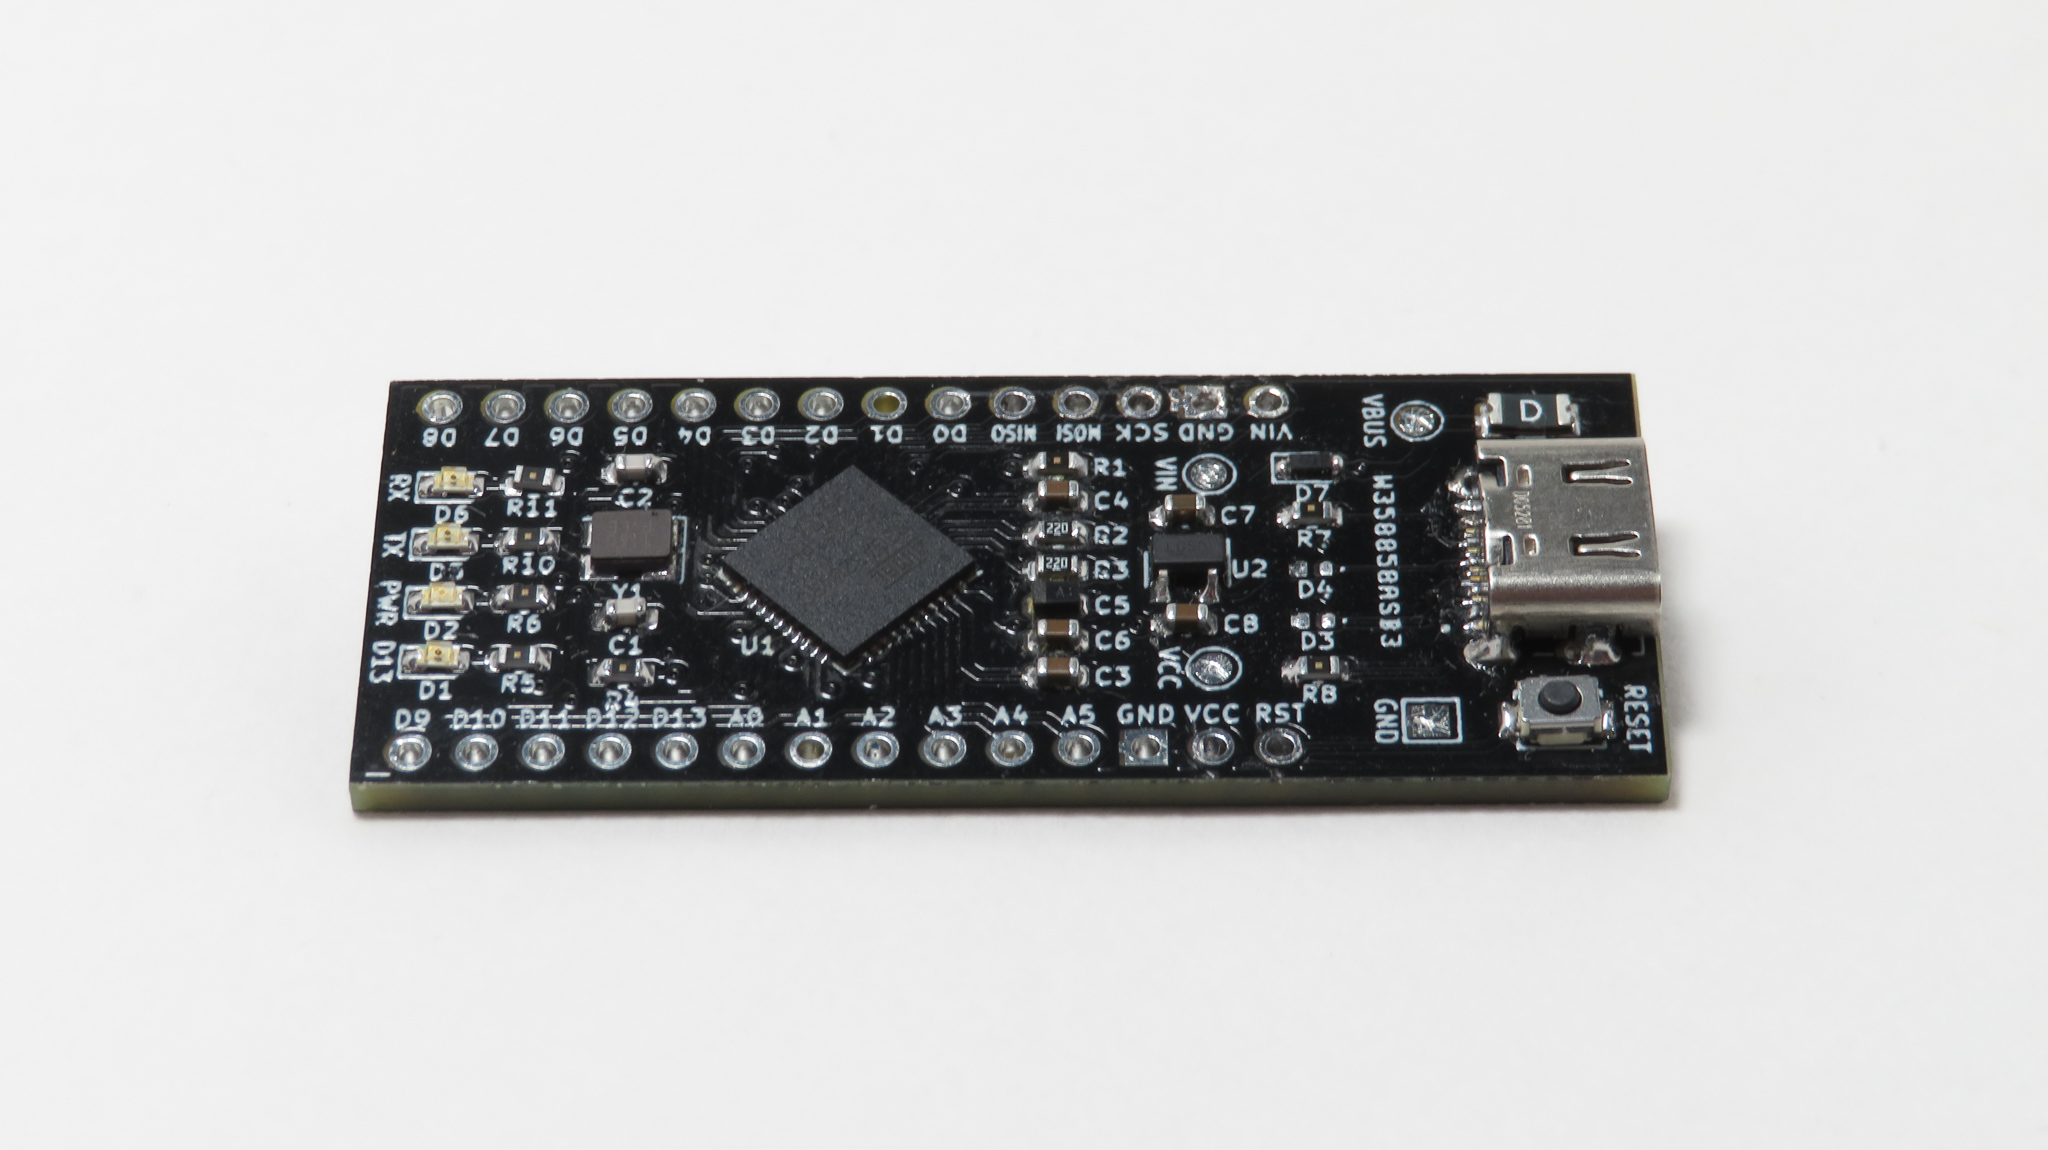 D8 D7 D6 D5 D4 D3 D2 D1 D0 MISO MOSI SCK GND VIN
VBUS
D
RX
D6
R11
C2
R1
VIN
D7
C4
C7
220
R2
R7
TX
R10
Y1
220
U2
D4
C5
W35085BASD03
PWR
D2
R6
C1
U1
C6
C8
D3
D13
D1
R5
R4
C3
VCC
R8
GND
RESET
D9 D10 D11 D12 D13 A0 A1 A2 A3 A4 A5 GND VCC RST